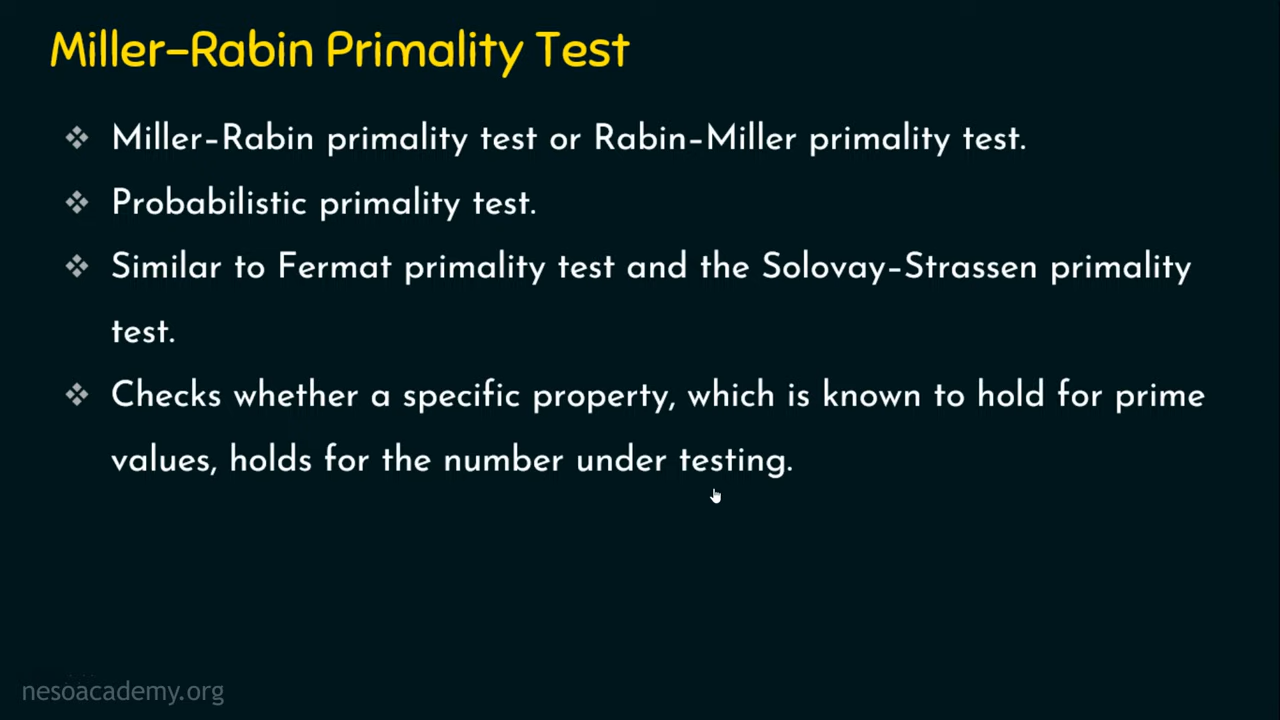 Miller–Rabin Primality Test
❖ Miller–Rabin primality test or Rabin–Miller primality test.
❖ Probabilistic primality test.
❖ Similar to Fermat primality test and the Solovay–Strassen primality
test.
❖ Checks whether a specific property, which is known to hold for prime
values, holds for the number under testing.
nesoacademy.org